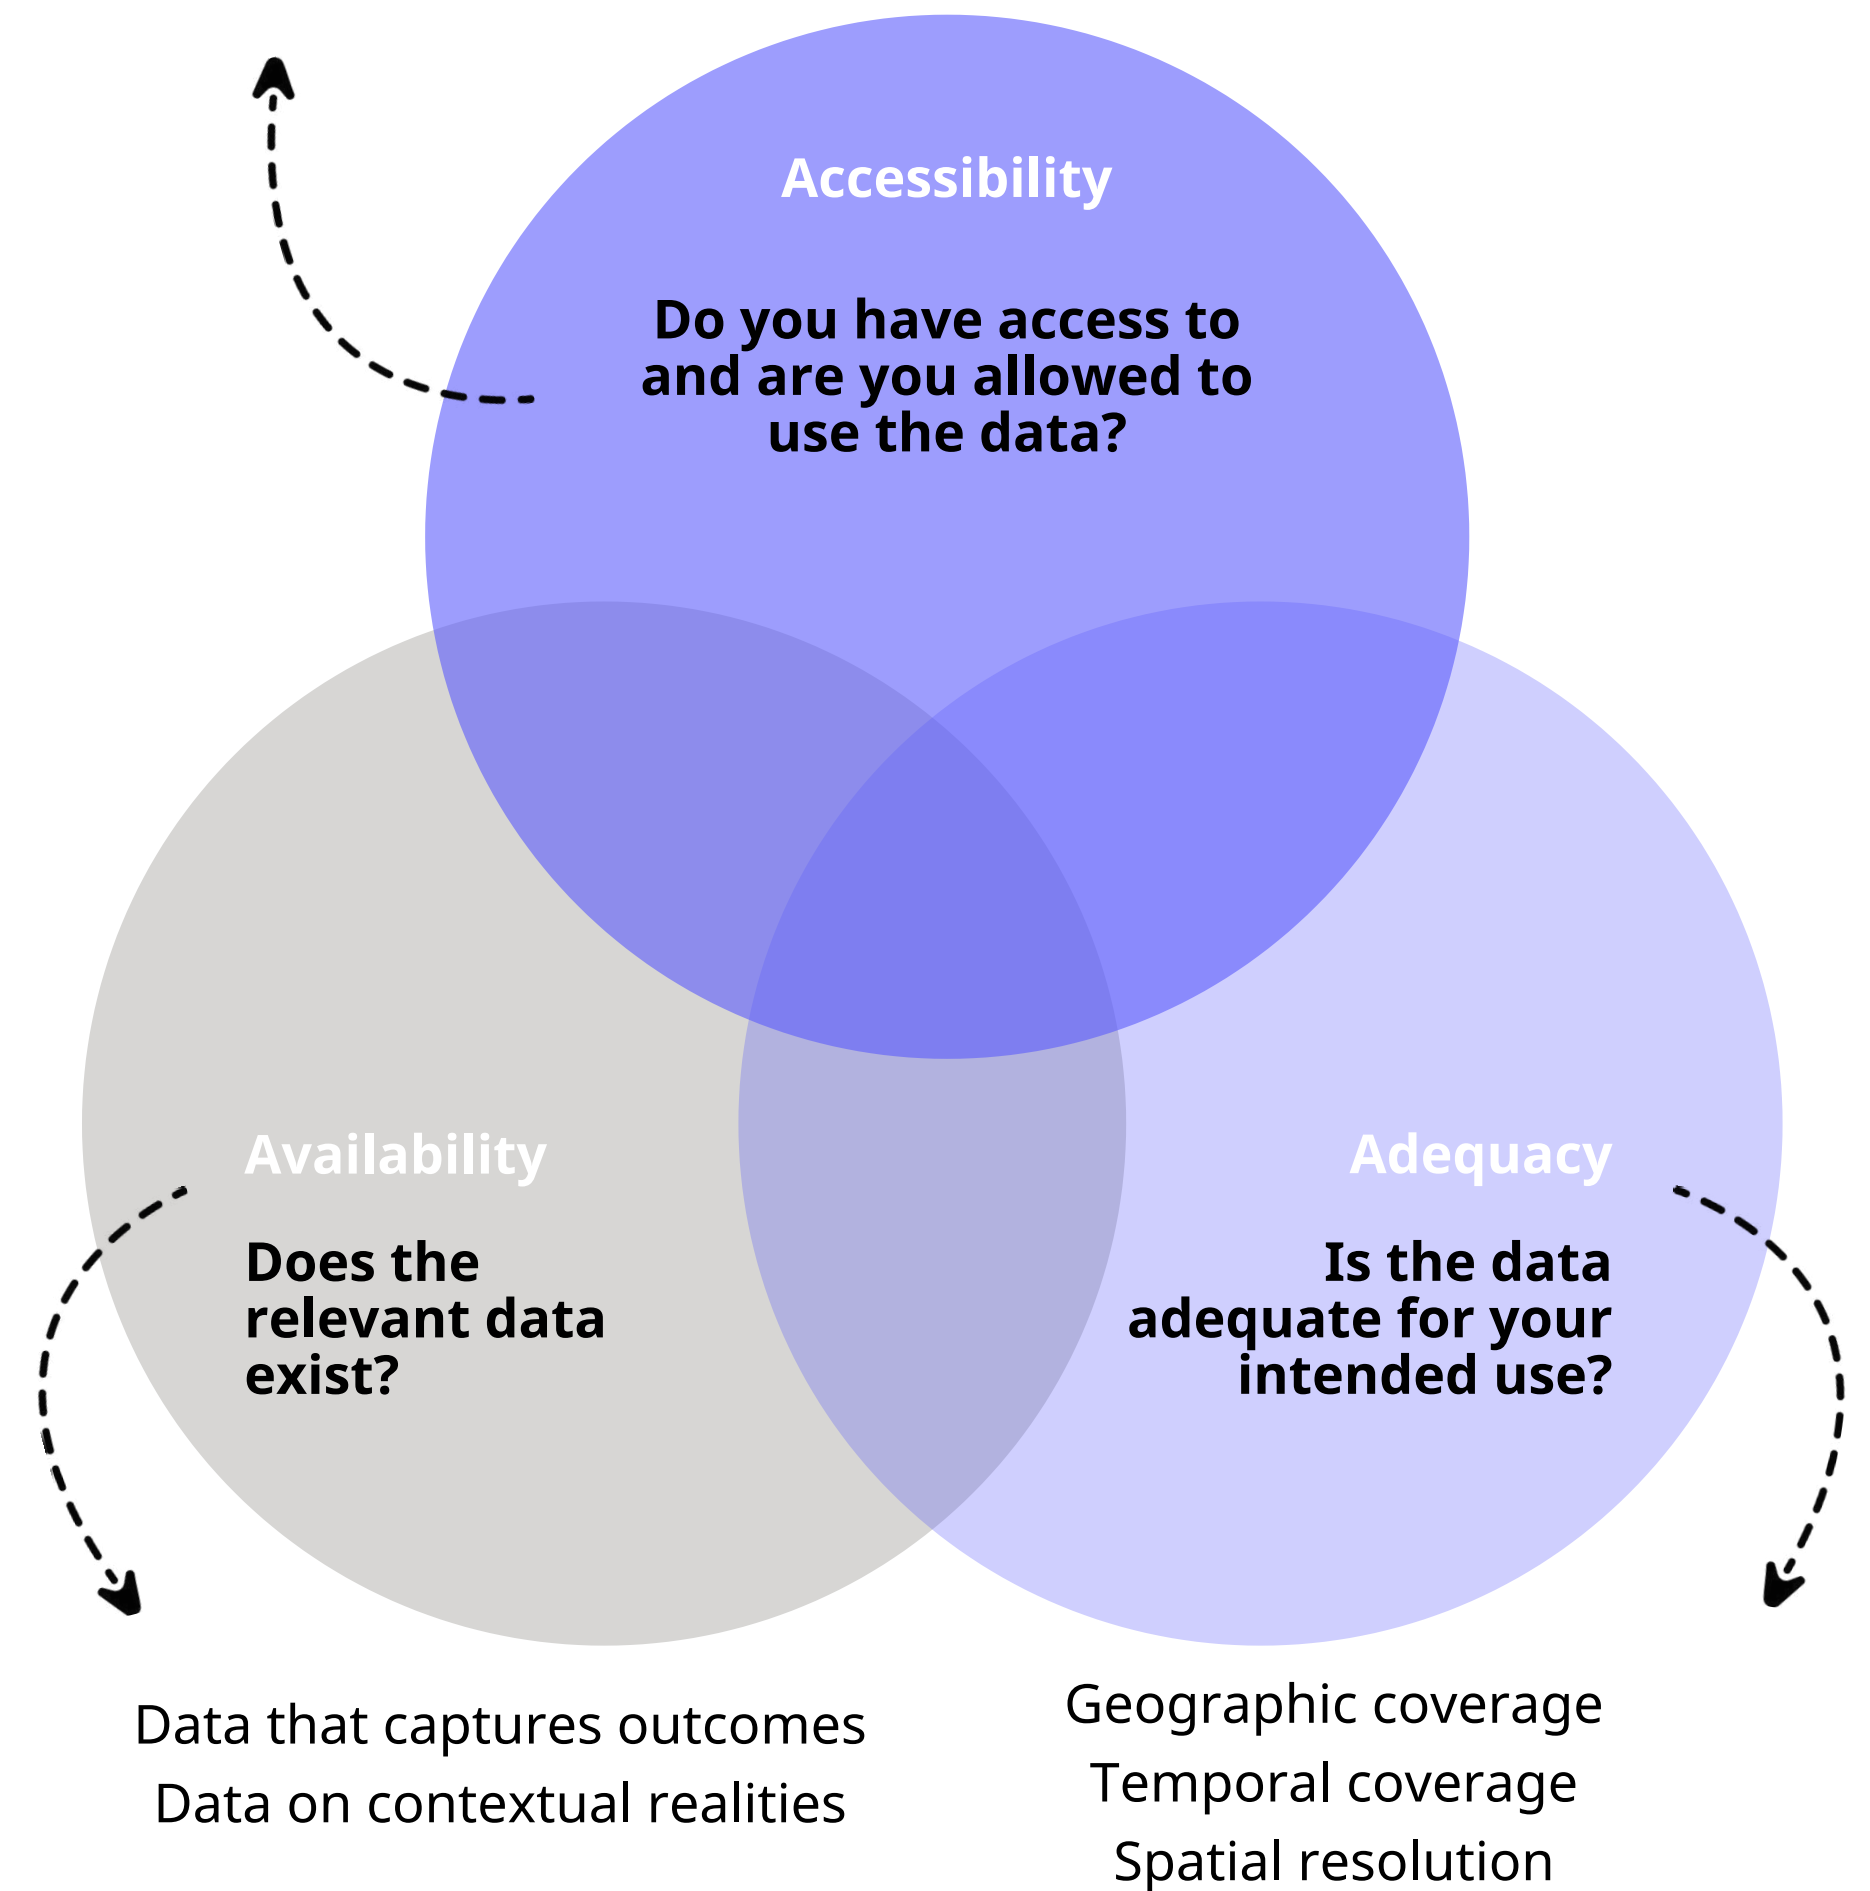 Accessibility
Do you have access to
and are you allowed to
use the data?
Availability
Does the
relevant data
exist?
Adequacy
Is the data
adequate for your
intended use?
Data that captures outcomes
Data on contextual realities
Geographic coverage
Temporal coverage
Spatial resolution